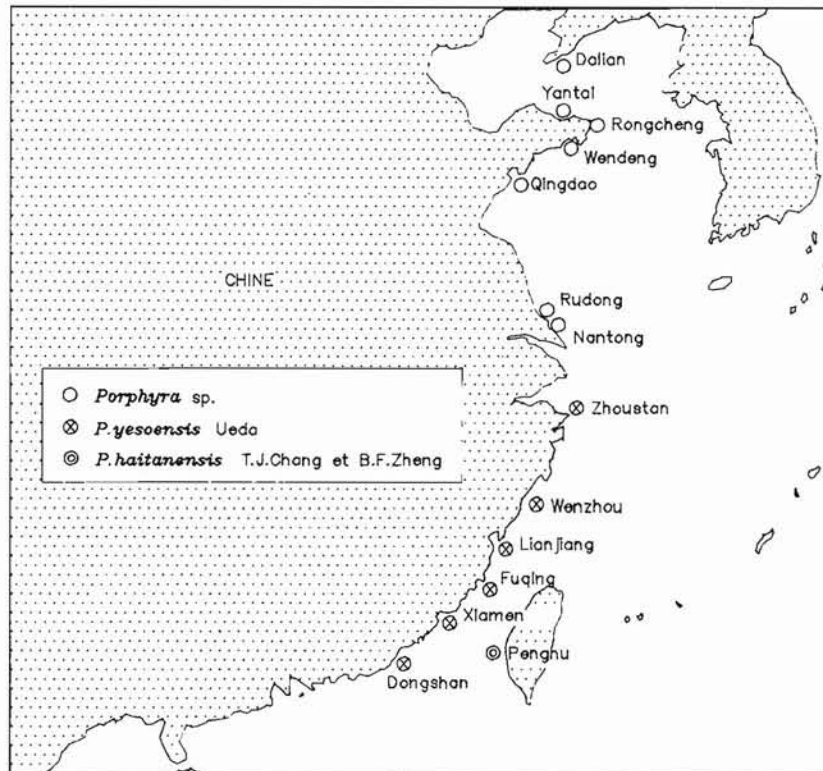 Dalian
Yantai
Rongcheng
Wendeng
Qingdao
CHINE
Rudong
Nantong
Porphyra sp.
P.yesoensis Ueda
P.haitanensis T.J.Chang et B.F.Zheng
Zhoustan
Wenzhou
Lianjiang
Fuqing
Xiamen
Penghu
Dongshan